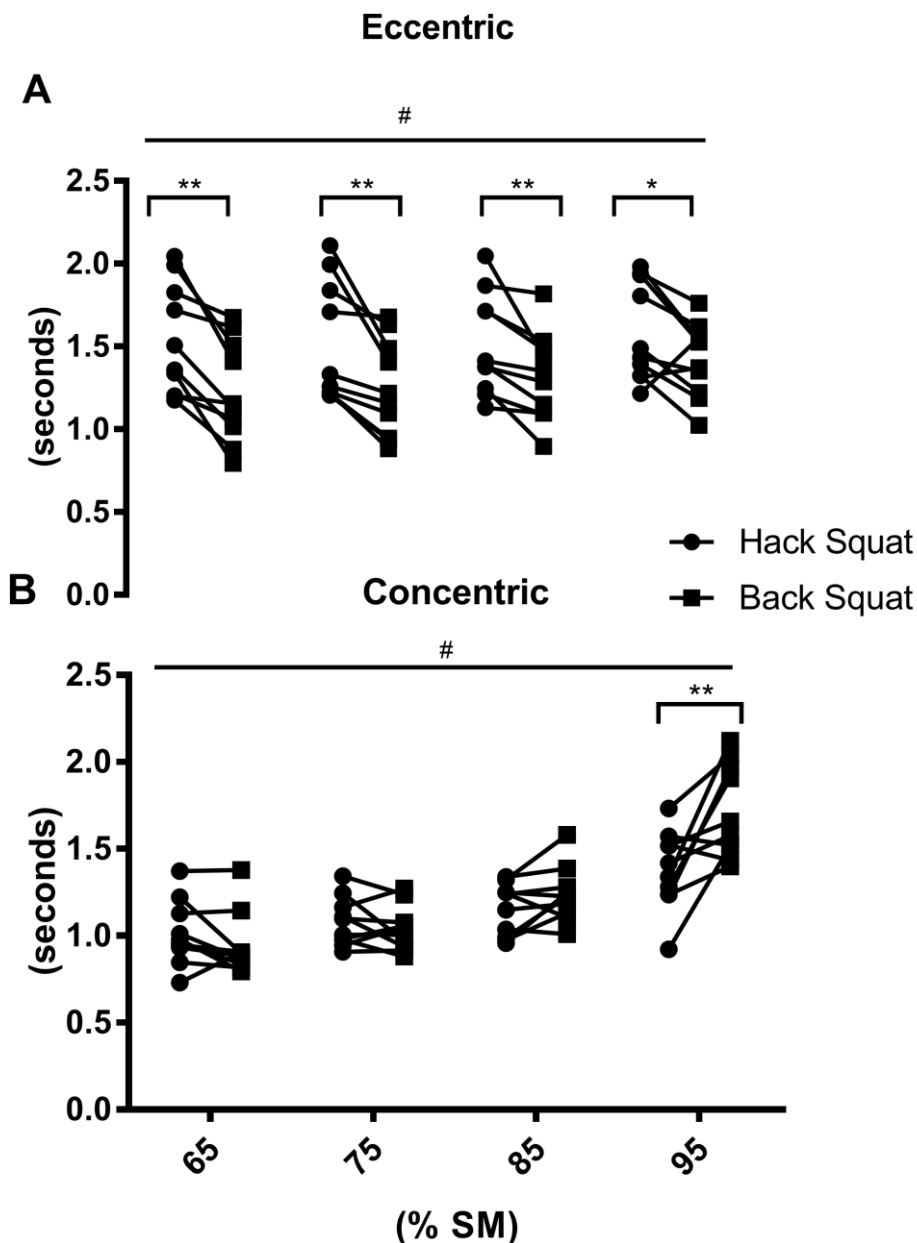 Eccentric
A
#
2.5
** ** ** *
2.0
1.5
1.0
0.5
0.0
(seconds)
Hack Squat
Back Squat
B
Concentric
#
2.5
**
2.0
1.5
1.0
0.5
0.0
(seconds)
65 75 85 95
(% SM)